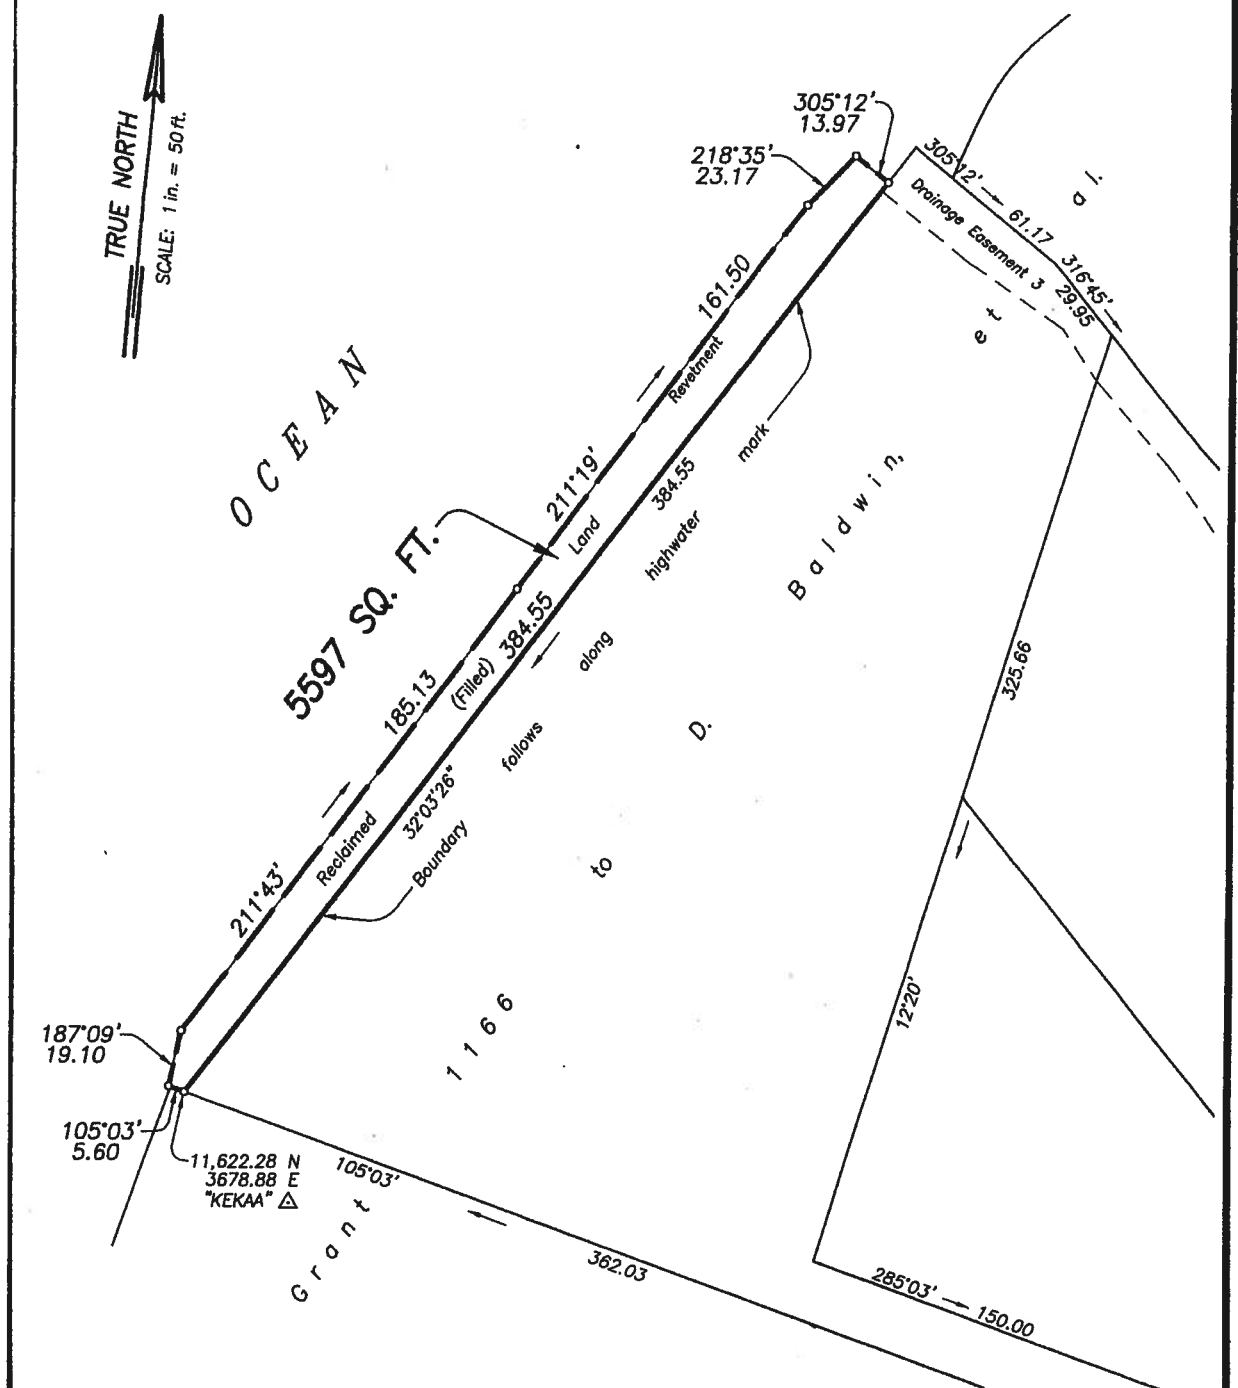 TRUE NORTH
SCALE: 1 in. = 50 ft.
OCEAN
305°12'
13.97
218°35'
23.17
305°12'
61.17
316°45'
29.95
Drainage Easement 3
161.50
Revetment
211°19'
Land
384.55
5597 SQ. FT.
384.55
(Filled)
185.13
Reclaimed
211°43'
32°03'26"
Boundary follows along highwater mark
187°09'
19.10
105°03'
5.60
11,622.28 N
3678.88 E
"KEKAA"
105°03'
362.03
Grant 1166 to D. Baldwin, et al.
325.66
12°20'
285°03'
150.00